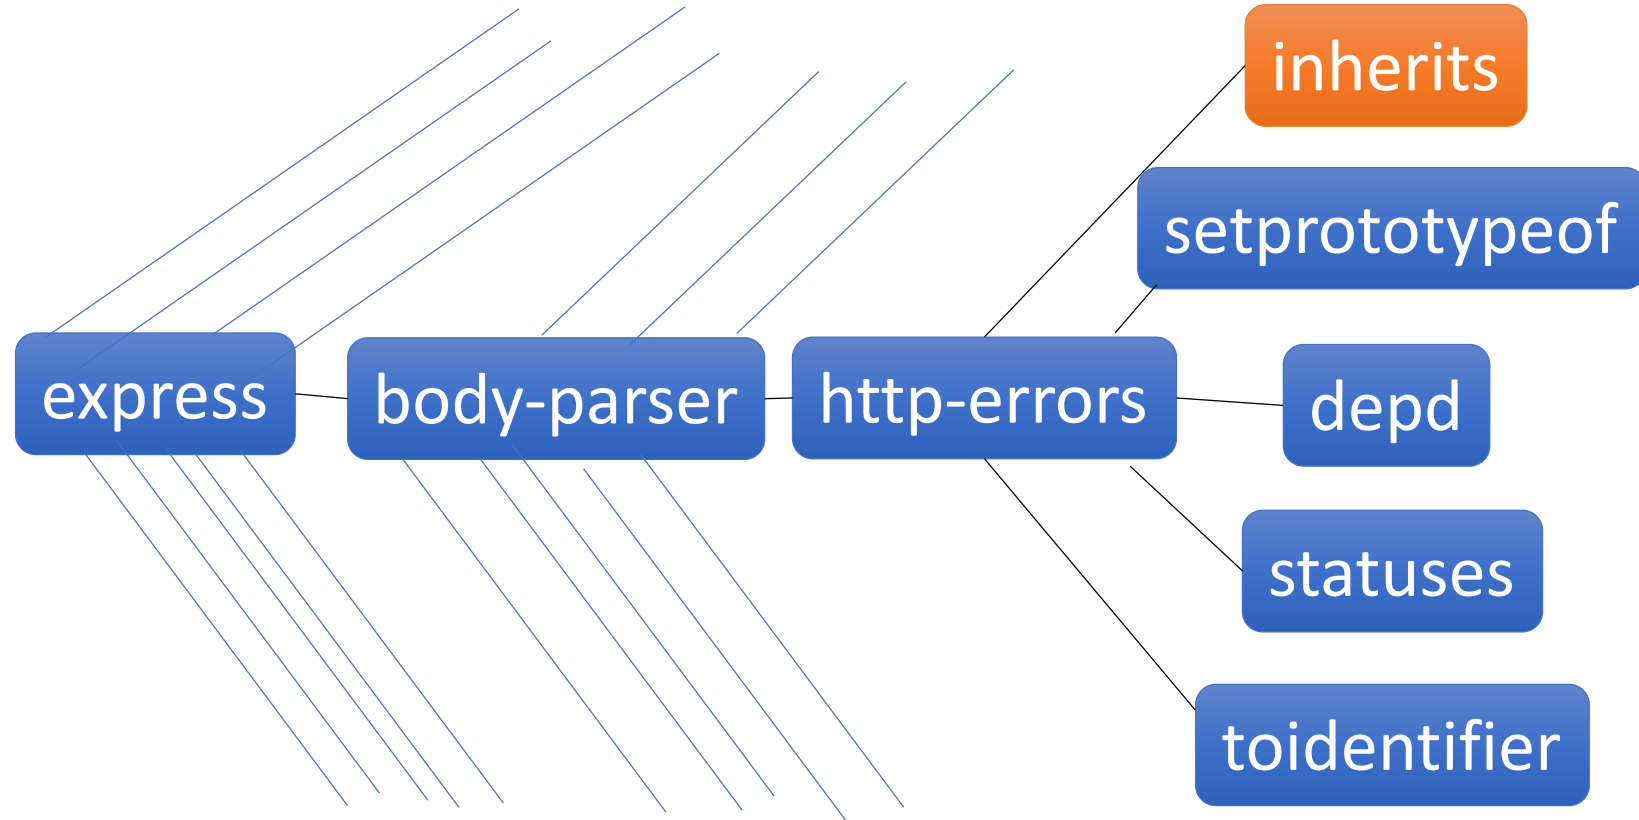 inherits
setprototypeof
express
body-parser
http-errors
depd
statuses
toidentifier